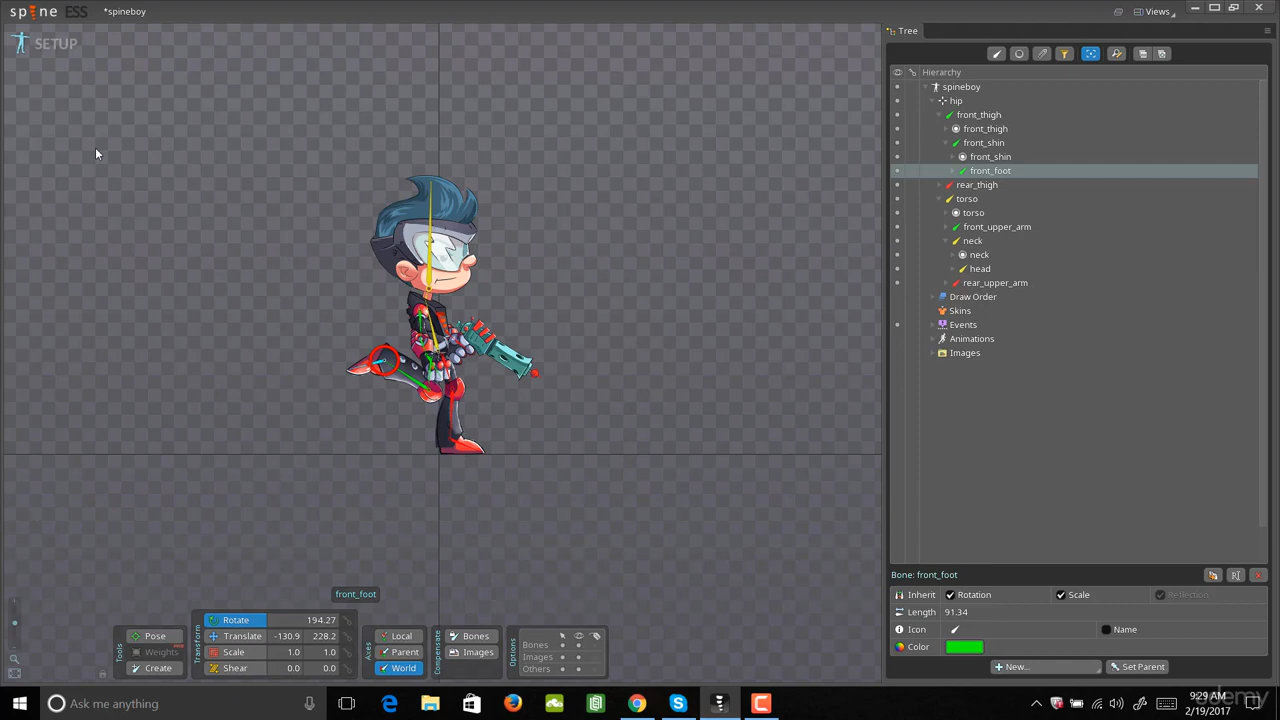 spine ESS *spineboy Views
SETUP
Tree
Hierarchy
spineboy
hip
front_thigh
front_thigh
front_shin
front_shin
front_foot
rear_thigh
torso
torso
front_upper_arm
neck
neck
head
rear_upper_arm
Draw Order
Skins
Events
Animations
Images
Bone: front_foot
Inherit Rotation Scale Reflection
Length 91.34
Icon Name
Color
New... Set Parent
front_foot
Tools
Pose
Weights
Create
Transform
Rotate 194.27
Translate -130.9 228.2
Scale 1.0 1.0
Shear 0.0 0.0
Axes
Local
Parent
World
Compensate
Bones
Images
Options
Bones
Images
Others
Ask me anything
9:29 AM
2/19/2017
udemy